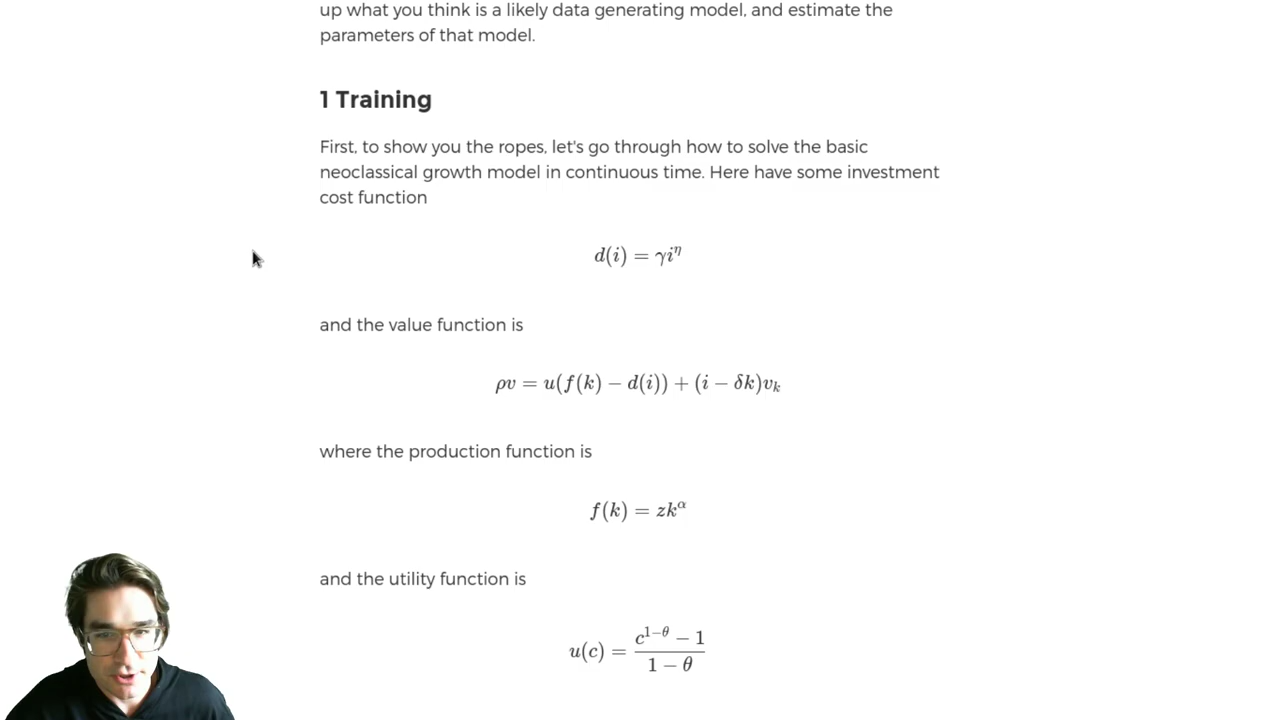 up what you think is a likely data generating model, and estimate the
parameters of that model.
1 Training
First, to show you the ropes, let's go through how to solve the basic
neoclassical growth model in continuous time. Here have some investment
cost function
d(i) = γi^η
and the value function is
ρv = u(f(k) − d(i)) + (i − δk)v_k
where the production function is
f(k) = zk^α
and the utility function is
u(c) = (c^{1−θ} − 1) / (1 − θ)